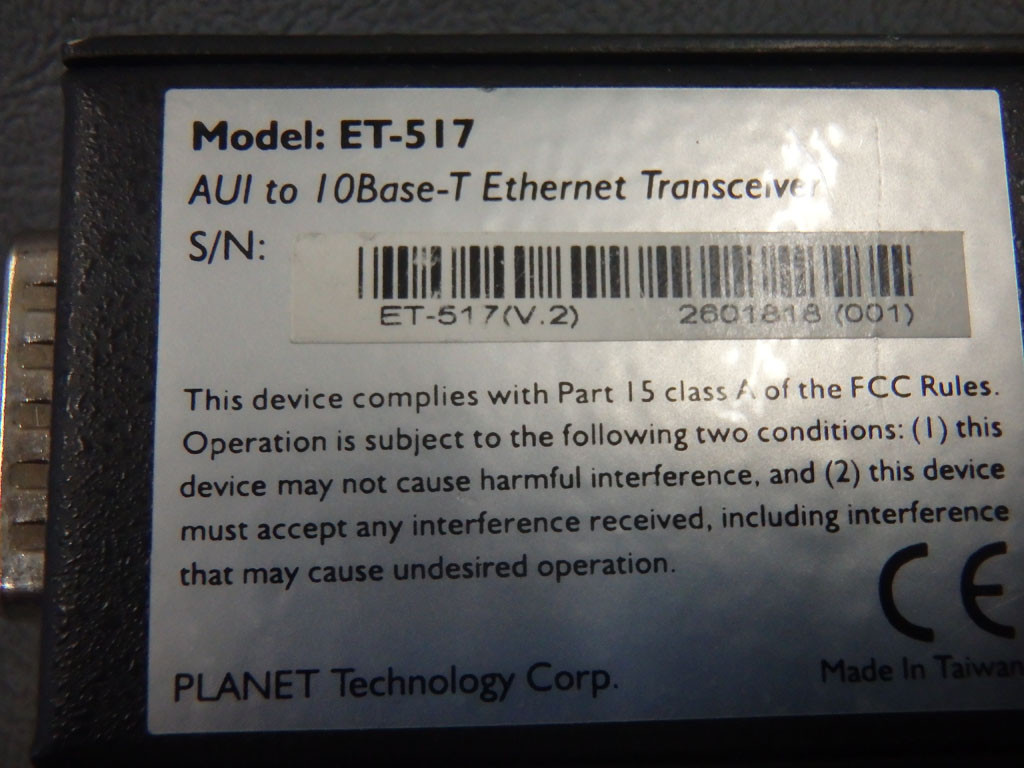 Model: ET-517
AUI to 10Base-T Ethernet Transceiver
S/N:
ET-517(V.2) 2601818 (001)
This device complies with Part 15 class A of the FCC Rules.
Operation is subject to the following two conditions: (1) this
device may not cause harmful interference, and (2) this device
must accept any interference received, including interference
that may cause undesired operation.
CE
PLANET Technology Corp.
Made In Taiwan